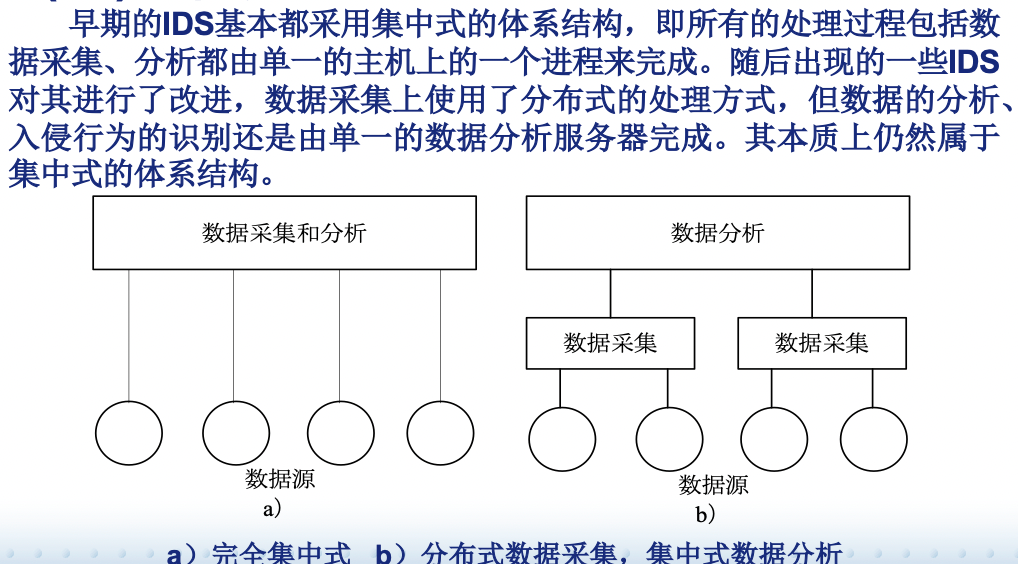 早期的IDS基本都采用集中式的体系结构，即所有的处理过程包括数
据采集、分析都由单一的主机上的一个进程来完成。随后出现的一些IDS
对其进行了改进，数据采集上使用了分布式的处理方式，但数据的分析、
入侵行为的识别还是由单一的数据分析服务器完成。其本质上仍然属于
集中式的体系结构。
数据采集和分析
数据源
a）
数据分析
数据采集
数据采集
数据源
b）
a）完全集中式 b）分布式数据采集，集中式数据分析